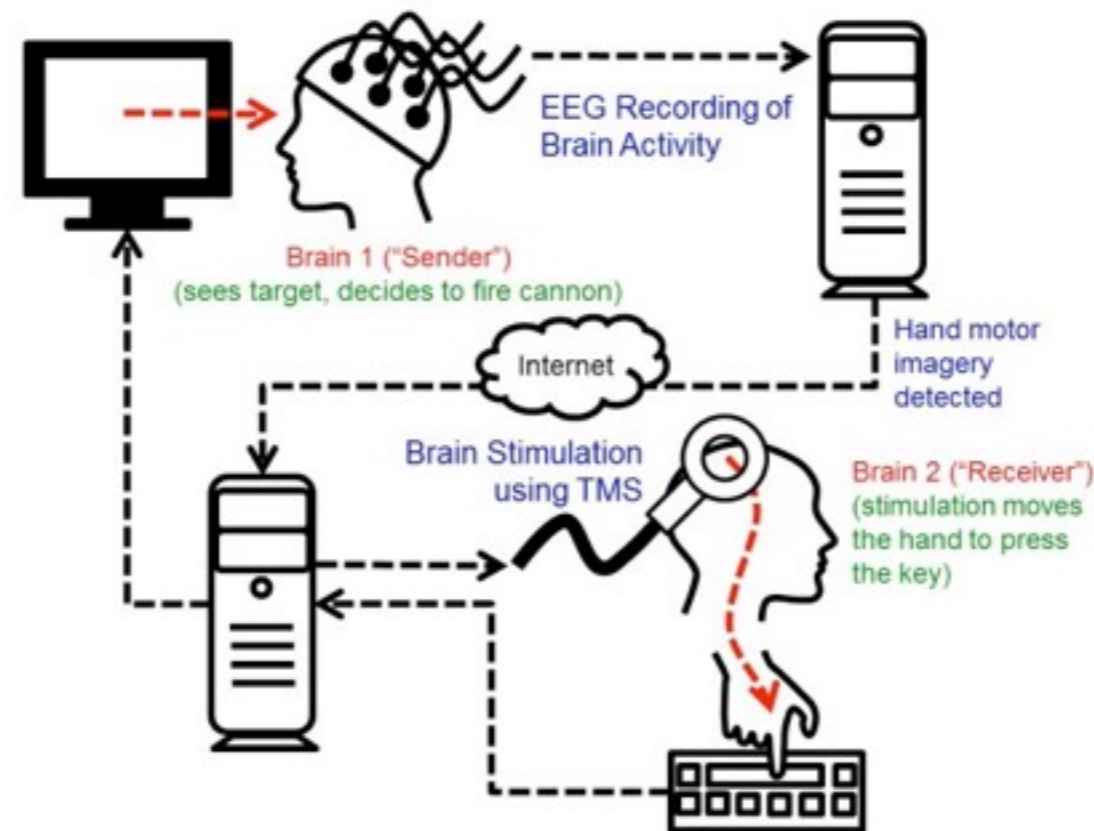 EEG Recording of
Brain Activity
Brain 1 (“Sender”)
(sees target, decides to fire cannon)
Hand motor
imagery
detected
Internet
Brain Stimulation
using TMS
Brain 2 (“Receiver”)
(stimulation moves
the hand to press
the key)